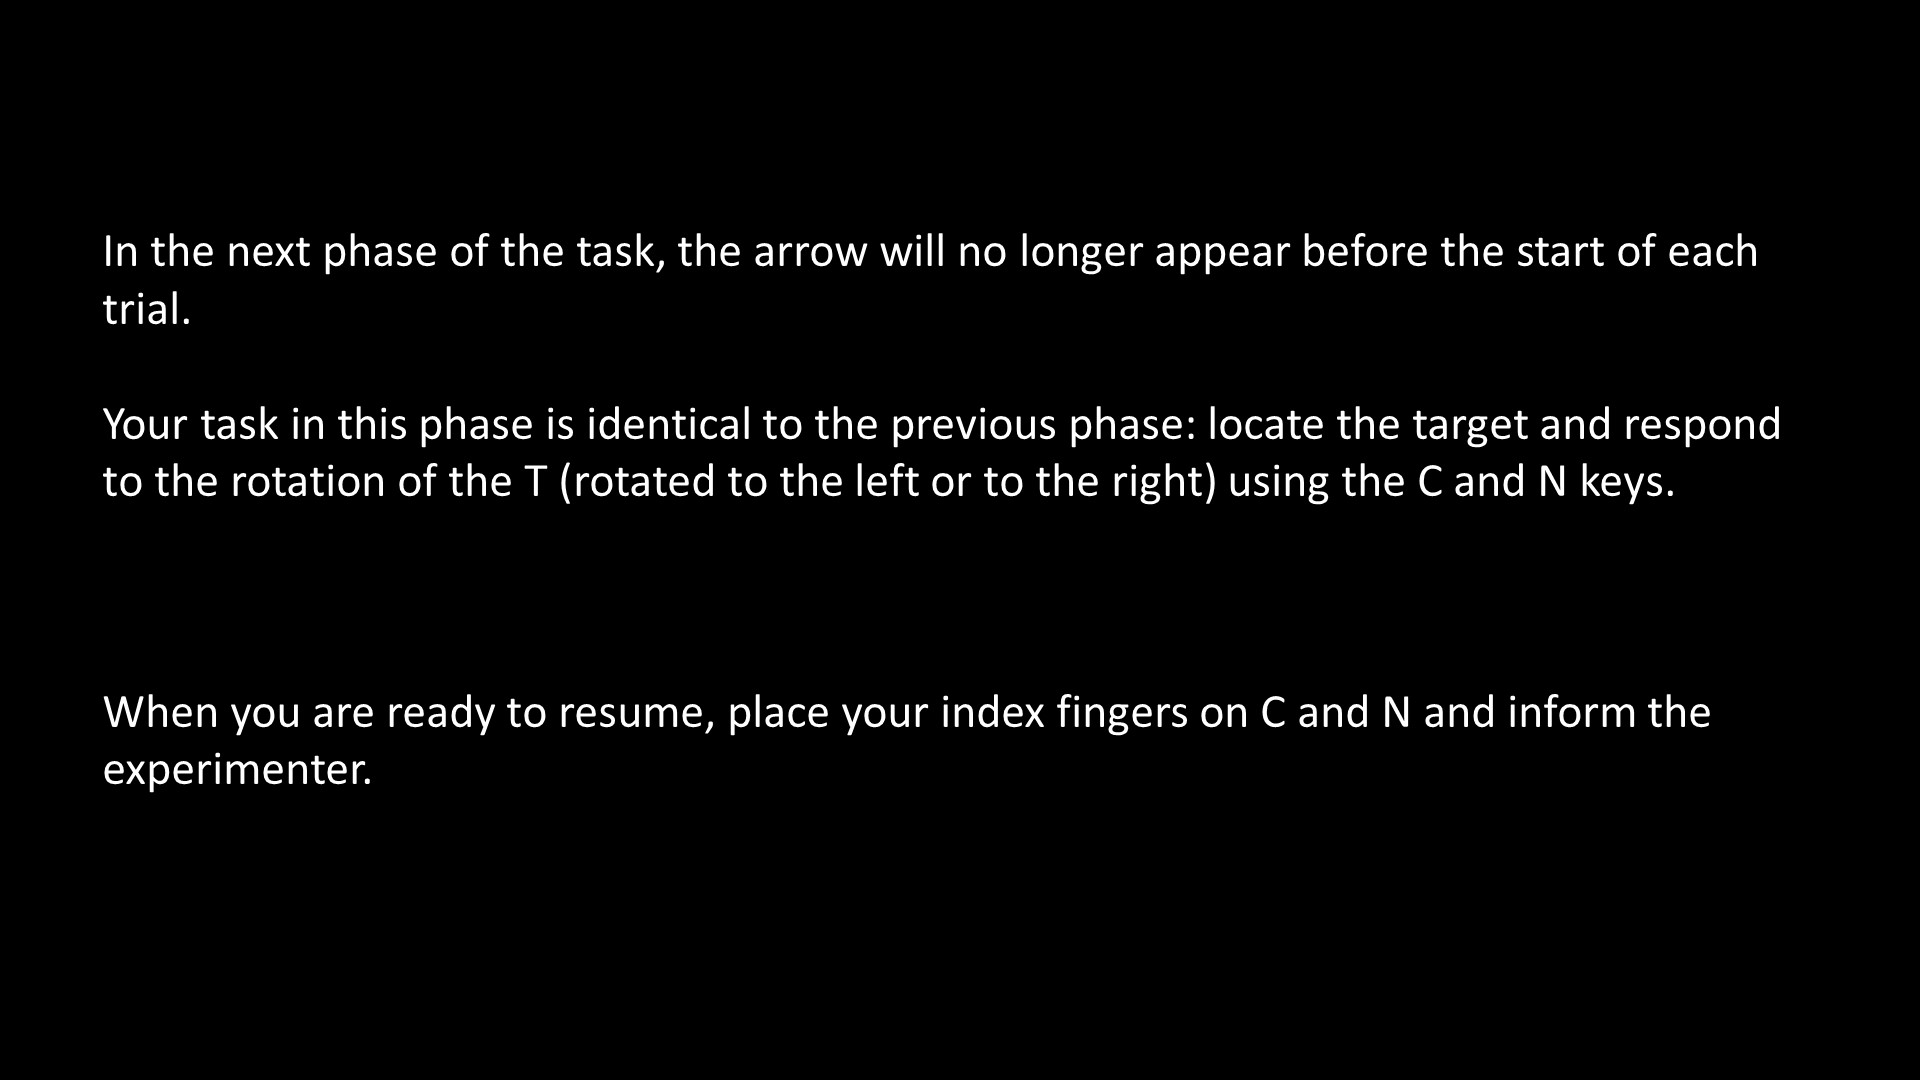 In the next phase of the task, the arrow will no longer appear before the start of each
trial.
Your task in this phase is identical to the previous phase: locate the target and respond
to the rotation of the T (rotated to the left or to the right) using the C and N keys.
When you are ready to resume, place your index fingers on C and N and inform the
experimenter.